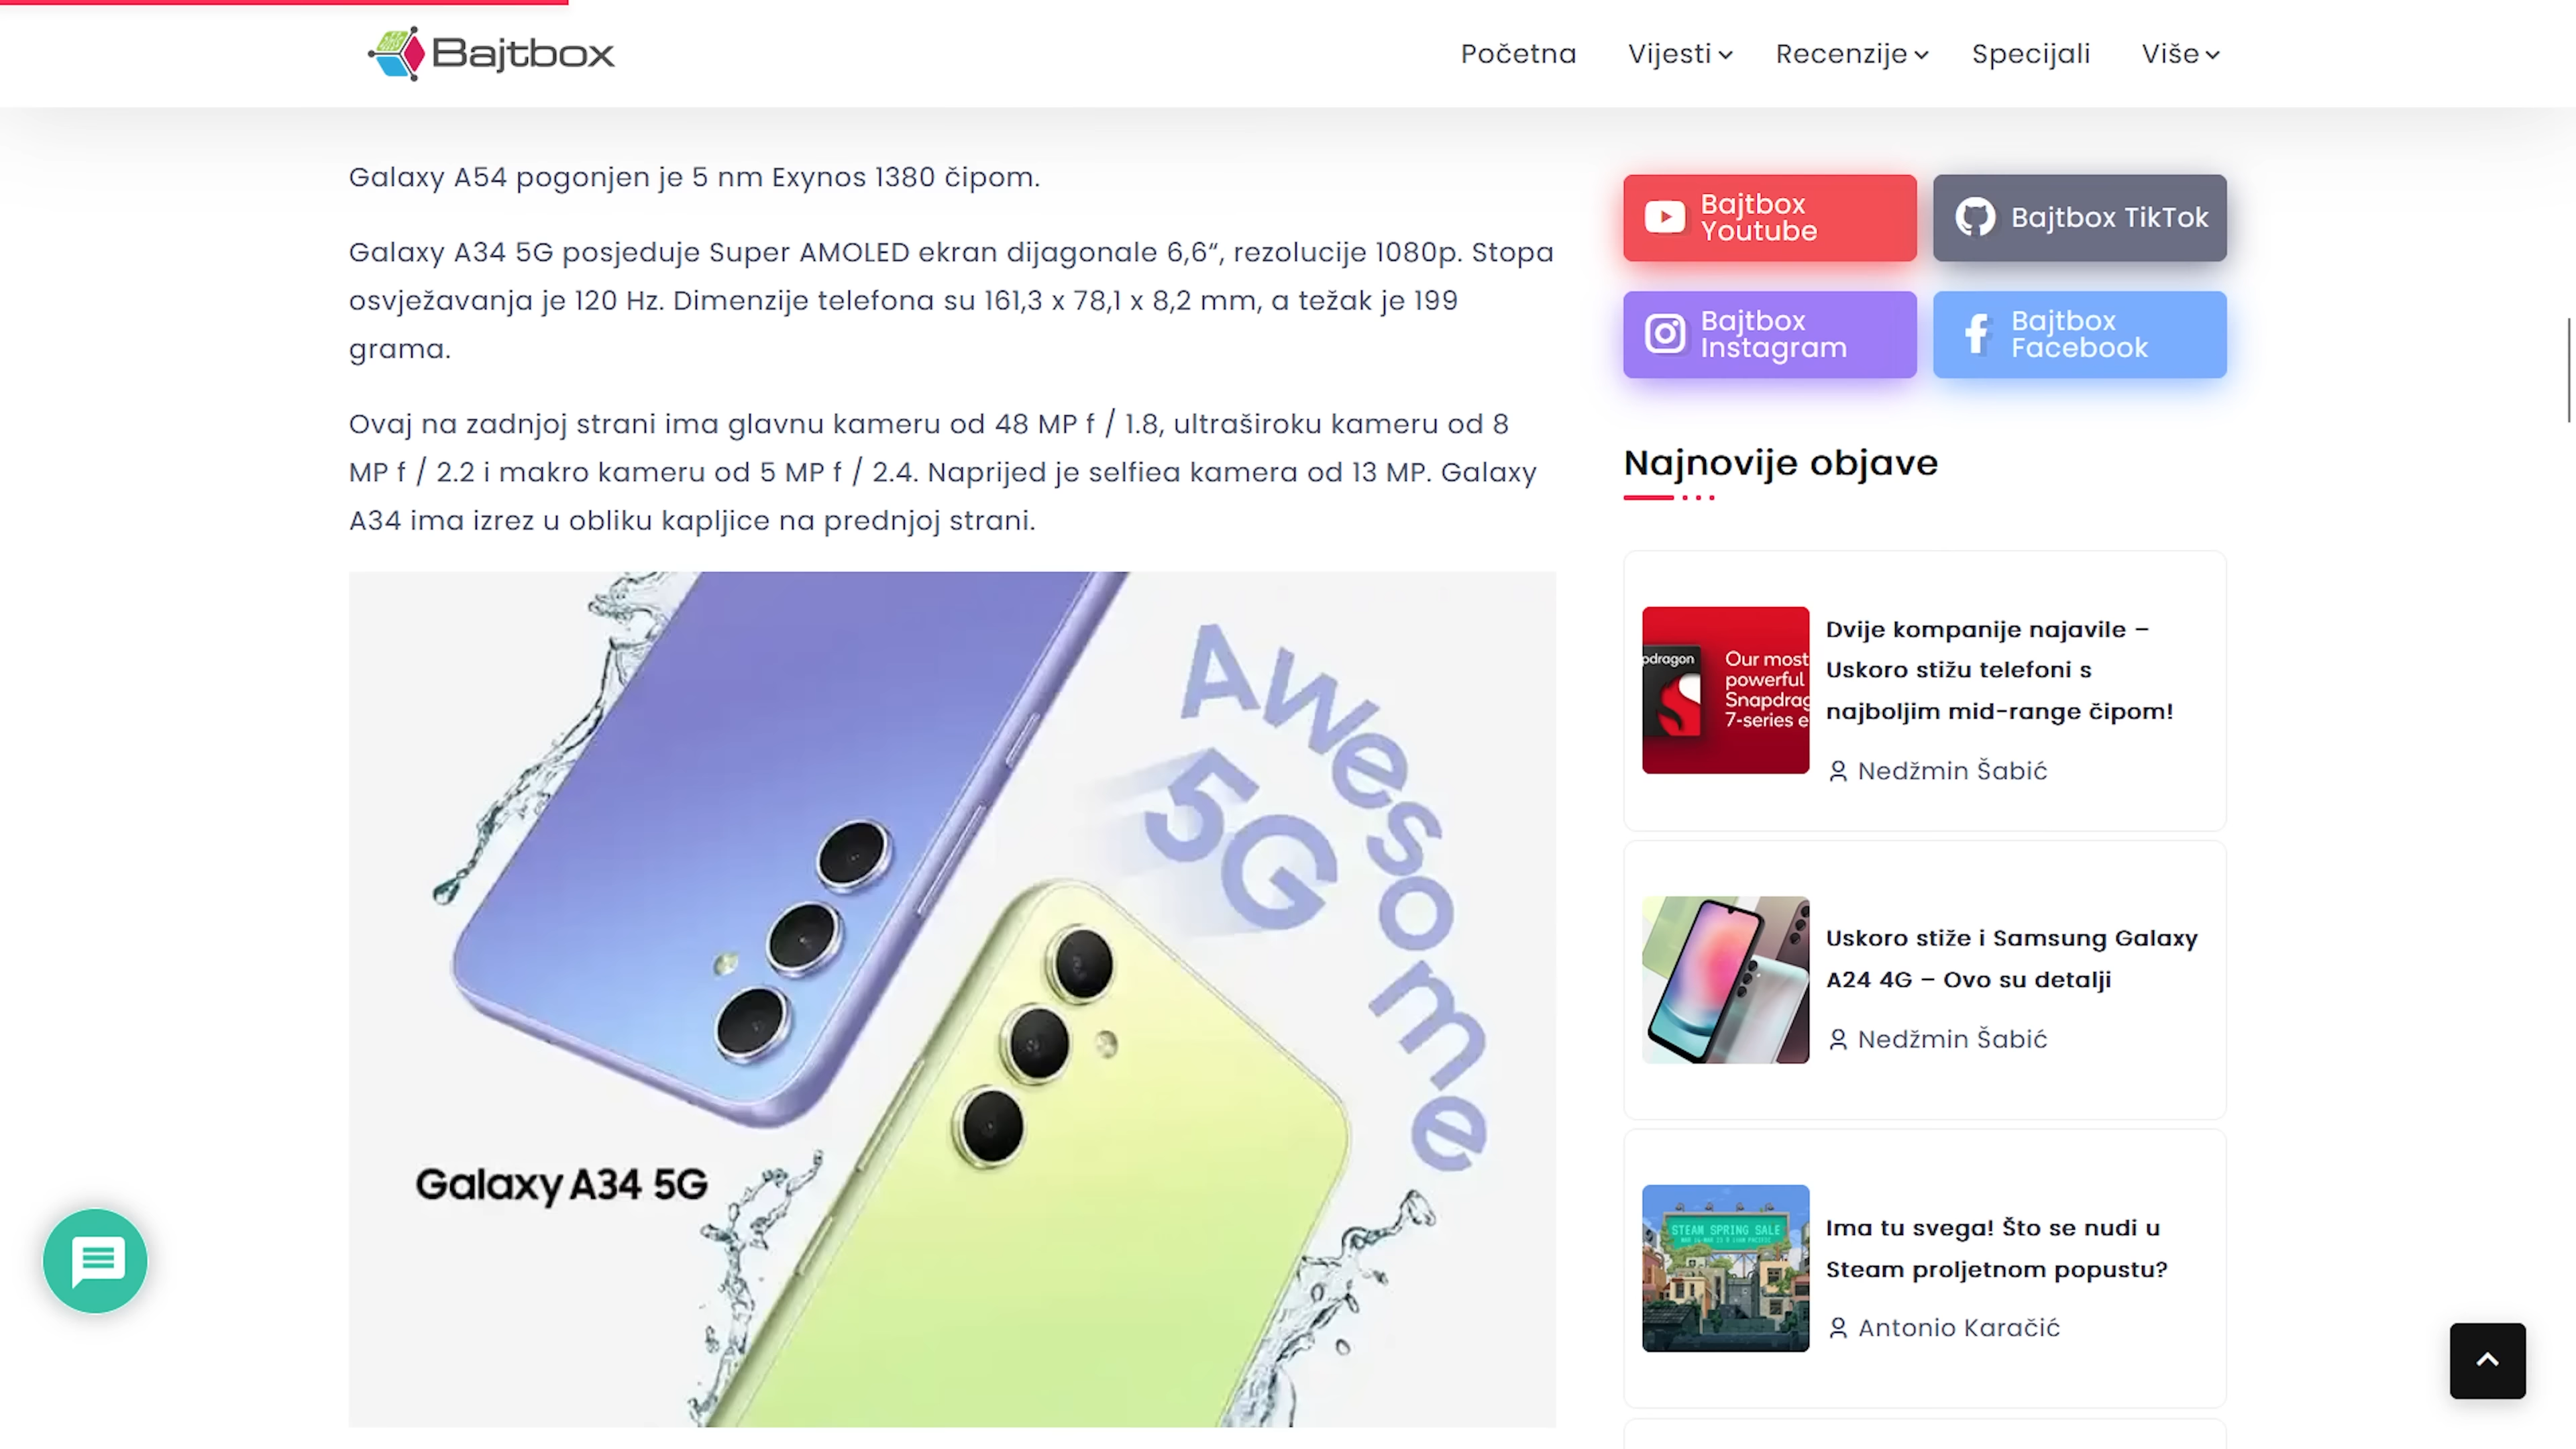 Bajtbox
Početna
Vijesti
Recenzije
Specijali
Više
Galaxy A54 pogonjen je 5 nm Exynos 1380 čipom.
Galaxy A34 5G posjeduje Super AMOLED ekran dijagonale 6,6“, rezolucije 1080p. Stopa
osvježavanja je 120 Hz. Dimenzije telefona su 161,3 x 78,1 x 8,2 mm, a težak je 199
grama.
Ovaj na zadnjoj strani ima glavnu kameru od 48 MP f / 1.8, ultraširoku kameru od 8
MP f / 2.2 i makro kameru od 5 MP f / 2.4. Naprijed je selfiea kamera od 13 MP. Galaxy
A34 ima izrez u obliku kapljice na prednjoj strani.
Awesome
5G
Galaxy A34 5G
Bajtbox
Youtube
Bajtbox TikTok
Bajtbox
Instagram
Bajtbox
Facebook
Najnovije objave
pdragon
Our most
powerful
Snapdrag
7-series e
Dvije kompanije najavile –
Uskoro stižu telefoni s
najboljim mid-range čipom!
Nedžmin Šabić
Uskoro stiže i Samsung Galaxy
A24 4G – Ovo su detalji
Nedžmin Šabić
STEAM SPRING SALE
Ima tu svega! Što se nudi u
Steam proljetnom popustu?
Antonio Karačić